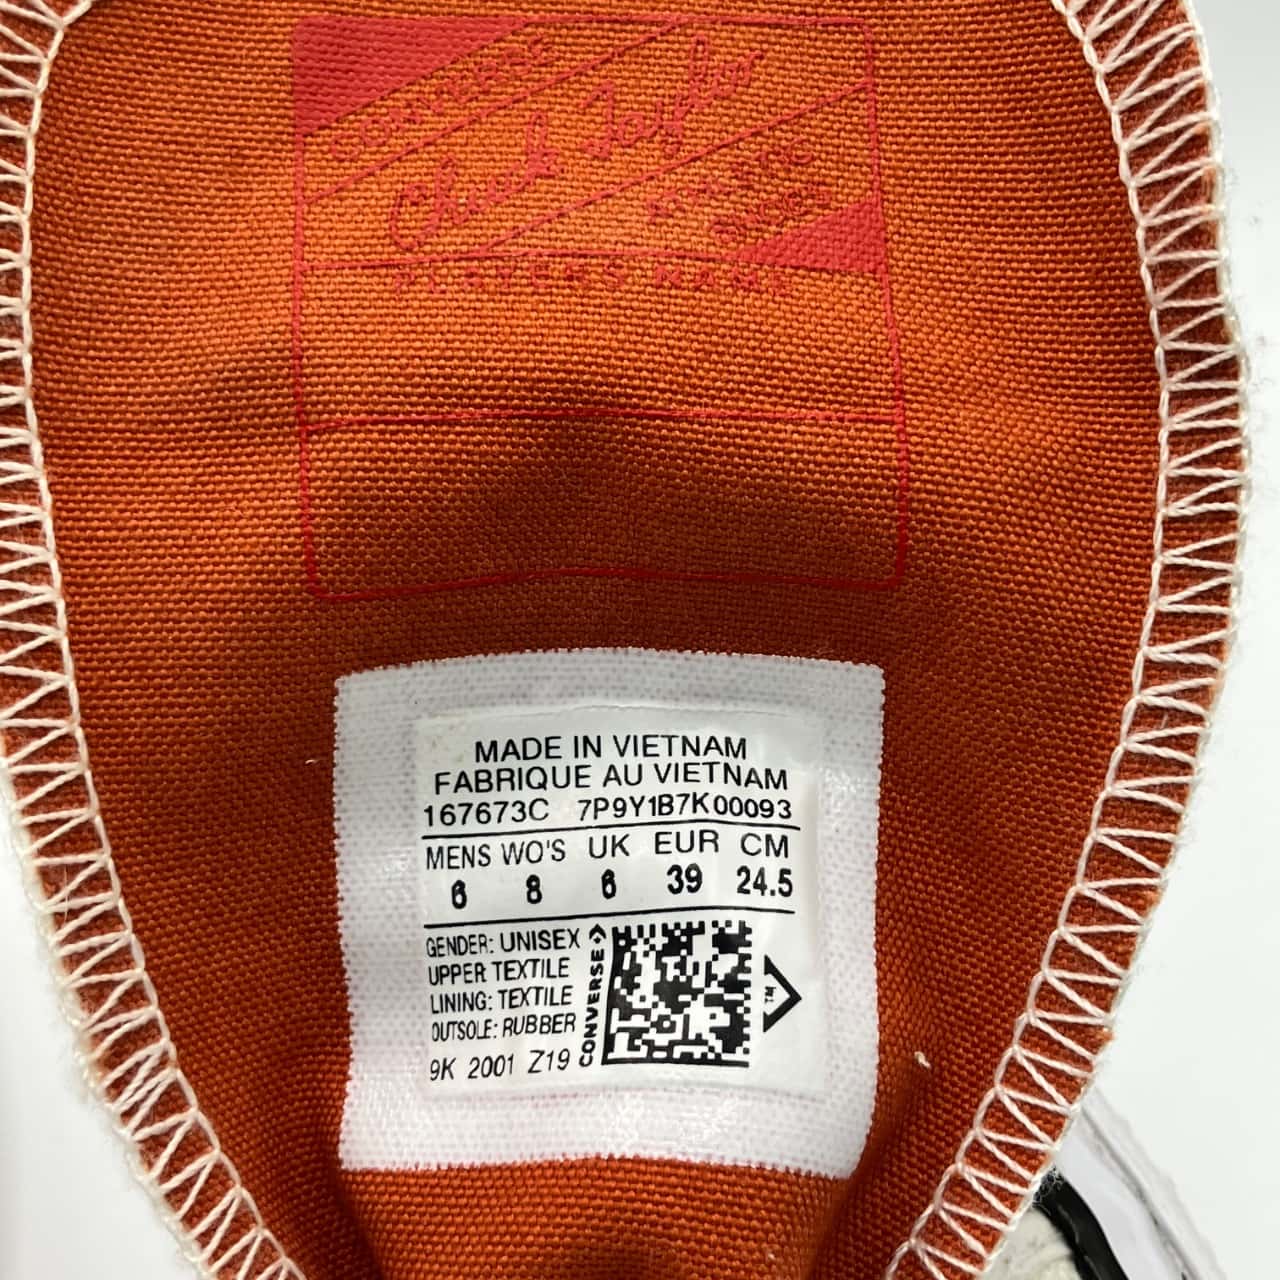 CONVERSE
Chuck Taylor
PLAYER'S NAME
MADE IN VIETNAM
FABRIQUE AU VIETNAM
167673C 7P9Y1B7K00093
MENS WO'S UK EUR CM
6 8 6 39 24.5
GENDER: UNISEX
UPPER TEXTILE
LINING: TEXTILE
OUTSOLE: RUBBER
9K 2001 Z19
CONVERSE
TM